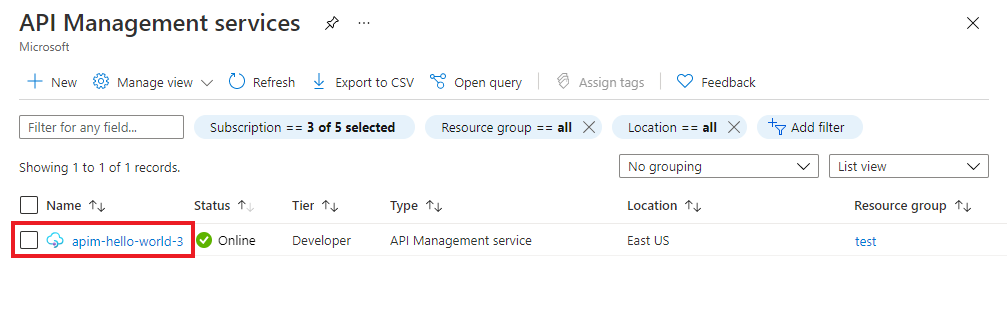 API Management services ...
Microsoft
New Manage view Refresh Export to CSV Open query Assign tags Feedback
Filter for any field... Subscription == 3 of 5 selected Resource group == all Location == all Add filter
Showing 1 to 1 of 1 records. No grouping List view
Name Status Tier Type Location Resource group
apim-hello-world-3 Online Developer API Management service East US test